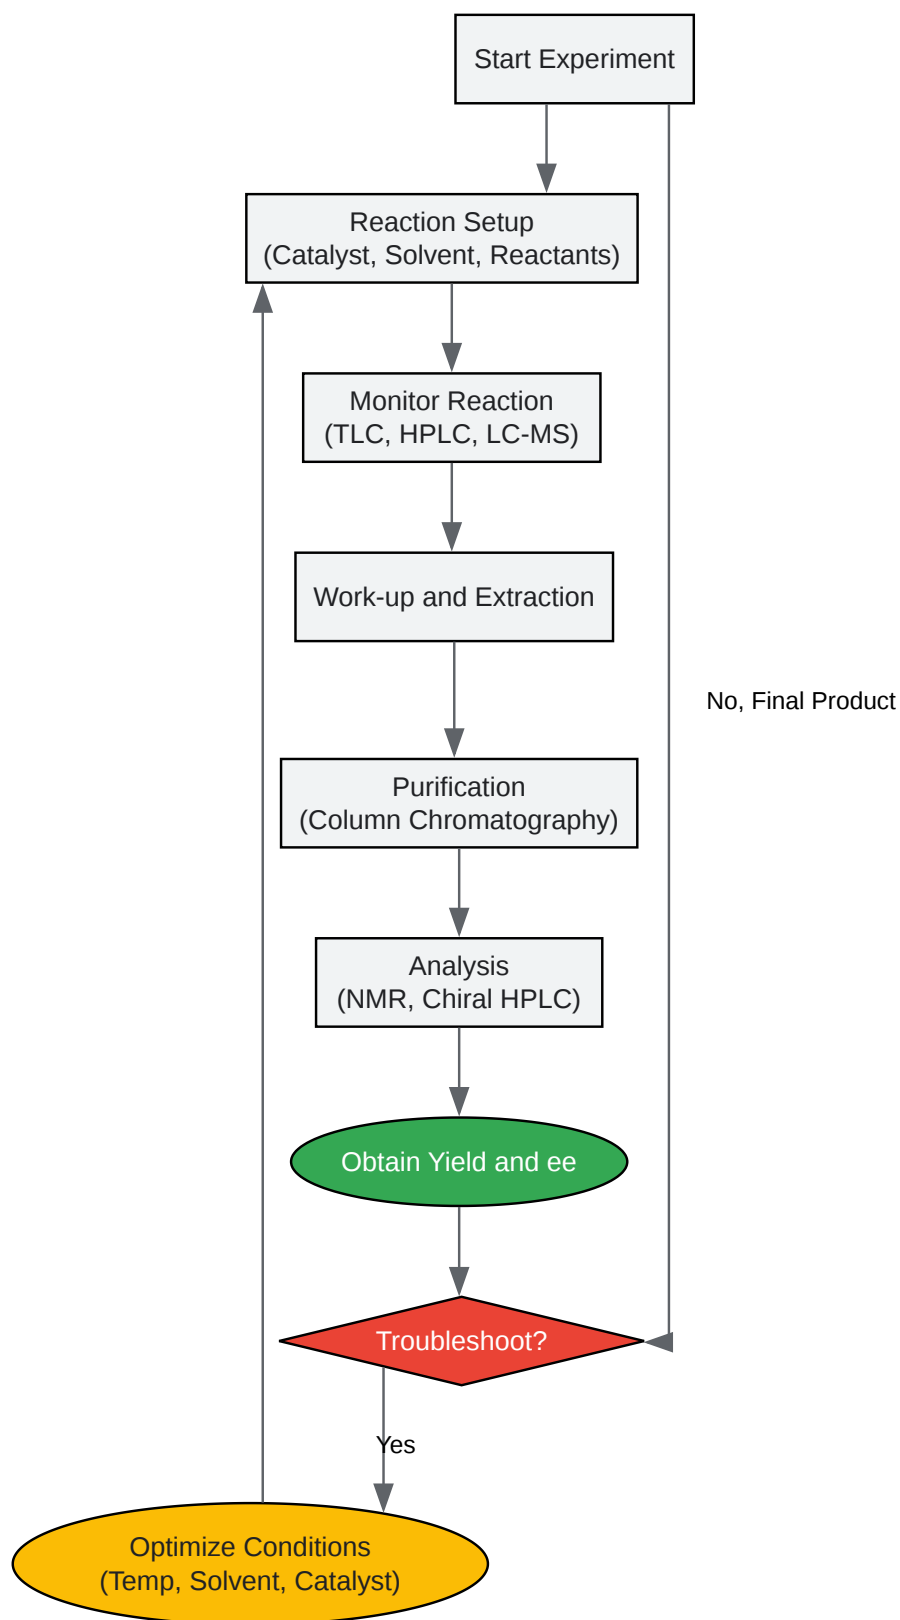 Start Experiment
Reaction Setup
(Catalyst, Solvent, Reactants)
Monitor Reaction
(TLC, HPLC, LC-MS)
Work-up and Extraction
No, Final Product
Purification
(Column Chromatography)
Analysis
(NMR, Chiral HPLC)
Obtain Yield and ee
Troubleshoot?
Yes
Optimize Conditions
(Temp, Solvent, Catalyst)